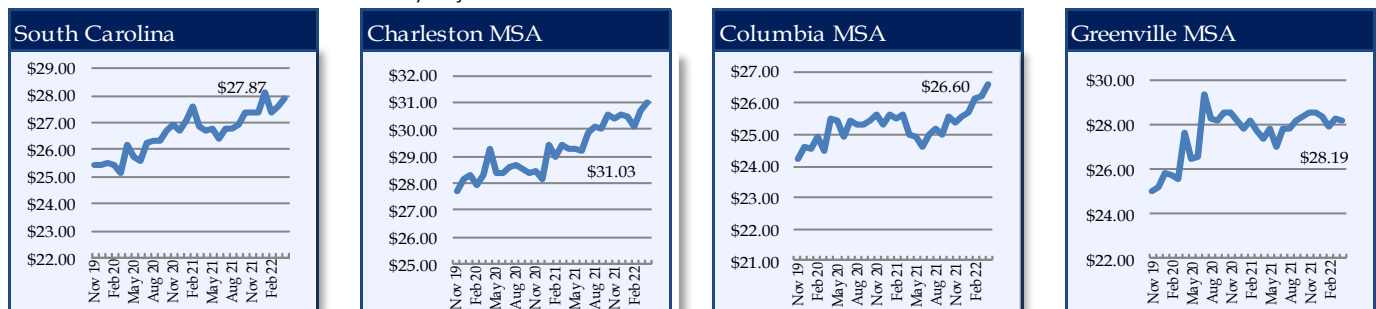 South Carolina
$29.00
$28.00
$27.00
$26.00
$25.00
$24.00
$23.00
$22.00
$27.87
Nov 19
Feb 20
May 20
Aug 20
Nov 20
Feb 21
May 21
Aug 21
Nov 21
Feb 22
Charleston MSA
$32.00
$31.00
$30.00
$29.00
$28.00
$27.00
$26.00
$25.00
$31.03
Nov 19
Feb 20
May 20
Aug 20
Nov 20
Feb 21
May 21
Aug 21
Nov 21
Feb 22
Columbia MSA
$27.00
$26.00
$25.00
$24.00
$23.00
$22.00
$21.00
$26.60
Nov 19
Feb 20
May 20
Aug 20
Nov 20
Feb 21
May 21
Aug 21
Nov 21
Feb 22
Greenville MSA
$30.00
$28.00
$26.00
$24.00
$22.00
$28.19
Nov 19
Feb 20
May 20
Aug 20
Nov 20
Feb 21
May 21
Aug 21
Nov 21
Feb 22